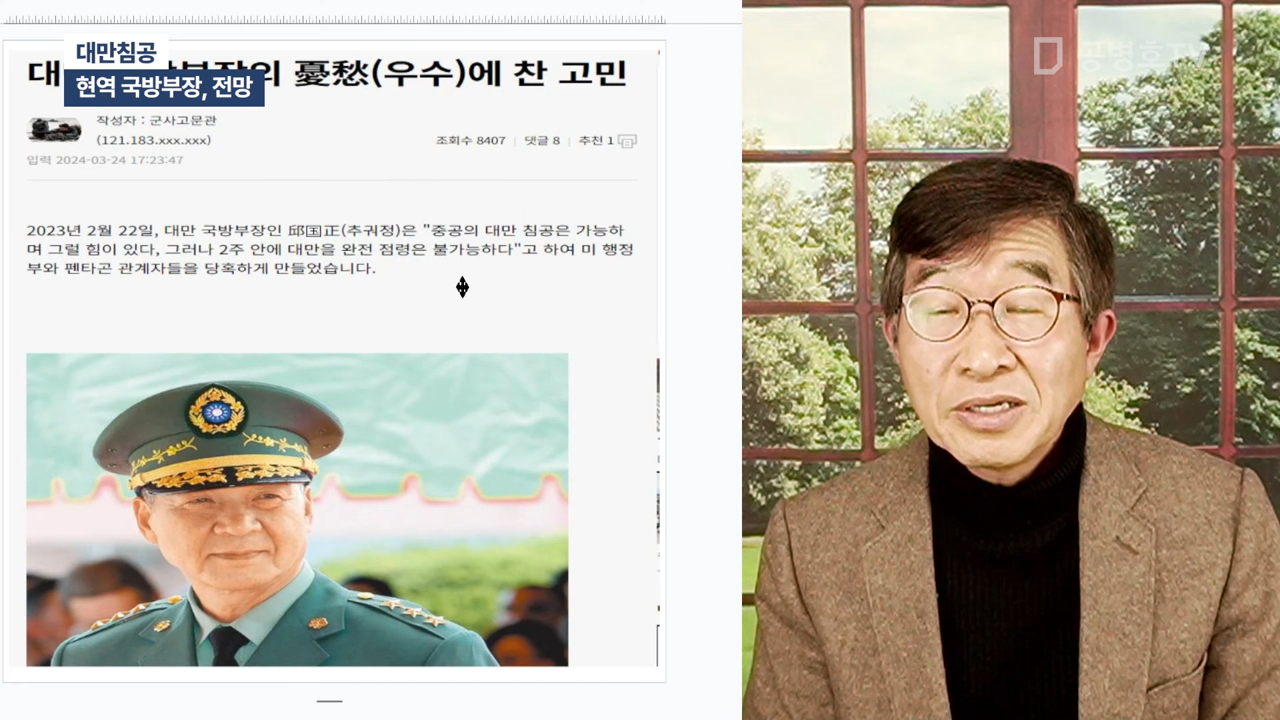 대만침공
현역 국방부장, 전망
대 부장의 憂愁(우수)에 찬 고민
작성자 : 군사고문관
(121.183.xxx.xxx)
조회수 8407 | 댓글 8 | 추천 1
입력 2024-03-24 17:23:47
2023년 2월 22일, 대만 국방부장인 邱国正(추궈정)은 "중공의 대만 침공은 가능하
며 그럴 힘이 있다, 그러나 2주 안에 대만을 완전 점령은 불가능하다"고 하여 미 행정
부와 펜타곤 관계자들을 당혹하게 만들었습니다.
공병호TV